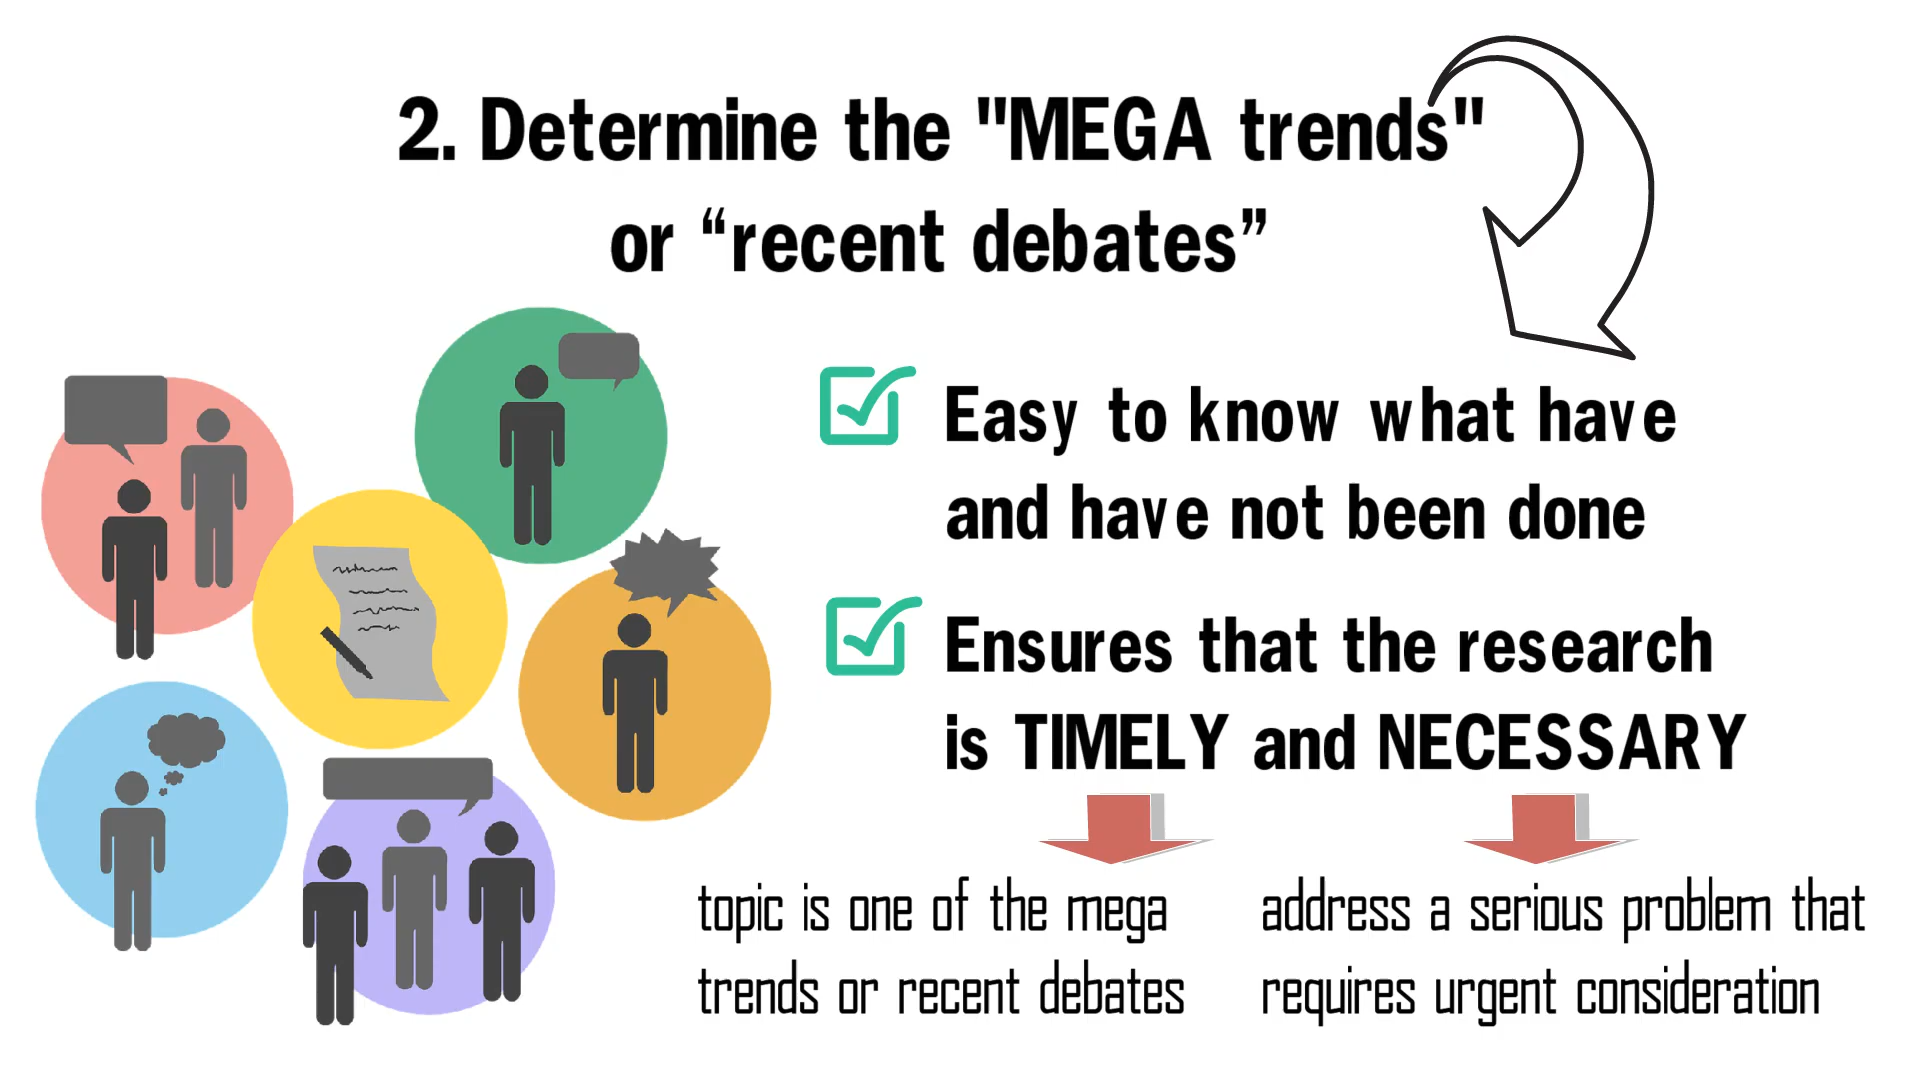 2. Determine the "MEGA trends"
or “recent debates”
Easy to know what have
and have not been done
Ensures that the research
is TIMELY and NECESSARY
topic is one of the mega
trends or recent debates
address a serious problem that
requires urgent consideration